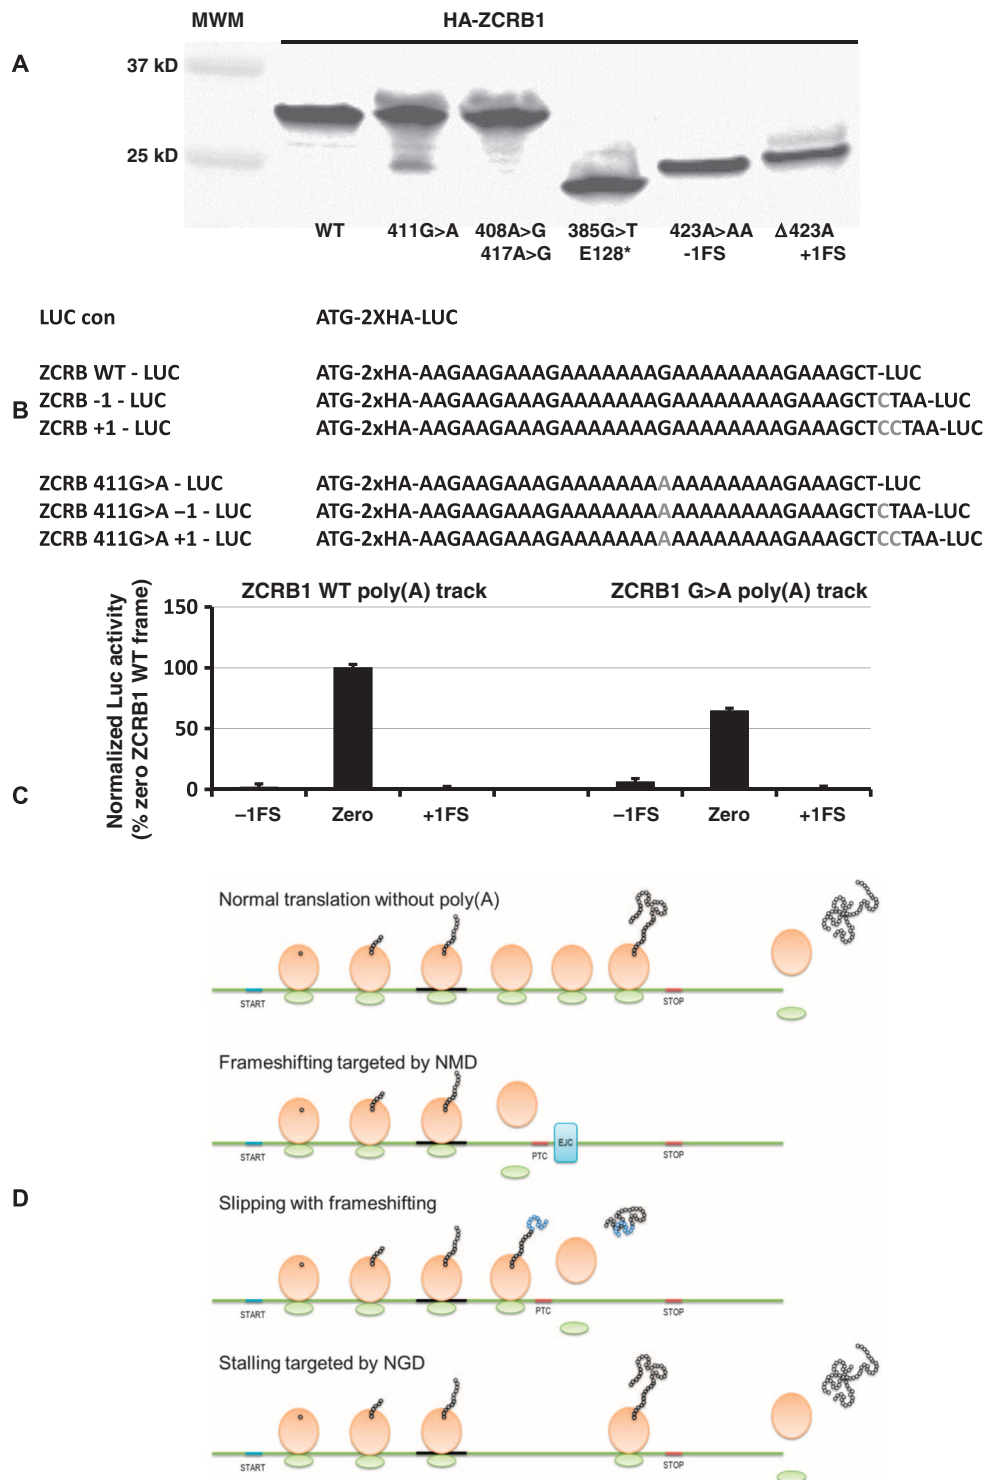 MWM HA-ZCRB1
A
37 kD
25 kD
WT 411G>A 408A>G 385G>T 423A>AA Δ423A
417A>G E128* -1FS +1FS
B
LUC con ATG-2XHA-LUC
ZCRB WT - LUC ATG-2xHA-AAGAAGAAAGAAAAAAAGAAAAAAAAGAAAGCT-LUC
ZCRB -1 - LUC ATG-2xHA-AAGAAGAAAGAAAAAAAGAAAAAAAAGAAAGCTCTAA-LUC
ZCRB +1 - LUC ATG-2xHA-AAGAAGAAAGAAAAAAAGAAAAAAAAGAAAGCTCCTAA-LUC
ZCRB 411G>A - LUC ATG-2xHA-AAGAAGAAAGAAAAAAAAAAAAAAAAGAAAGCT-LUC
ZCRB 411G>A –1 - LUC ATG-2xHA-AAGAAGAAAGAAAAAAAAAAAAAAAAGAAAGCTCTAA-LUC
ZCRB 411G>A +1 - LUC ATG-2xHA-AAGAAGAAAGAAAAAAAAAAAAAAAAGAAAGCTCCTAA-LUC
C
Normalized Luc activity
(% zero ZCRB1 WT frame)
ZCRB1 WT poly(A) track ZCRB1 G>A poly(A) track
150
100
50
0
–1FS Zero +1FS –1FS Zero +1FS
D
Normal translation without poly(A)
START STOP
Frameshifting targeted by NMD
EJC
START PTC STOP
Slipping with frameshifting
START PTC STOP
Stalling targeted by NGD
START STOP